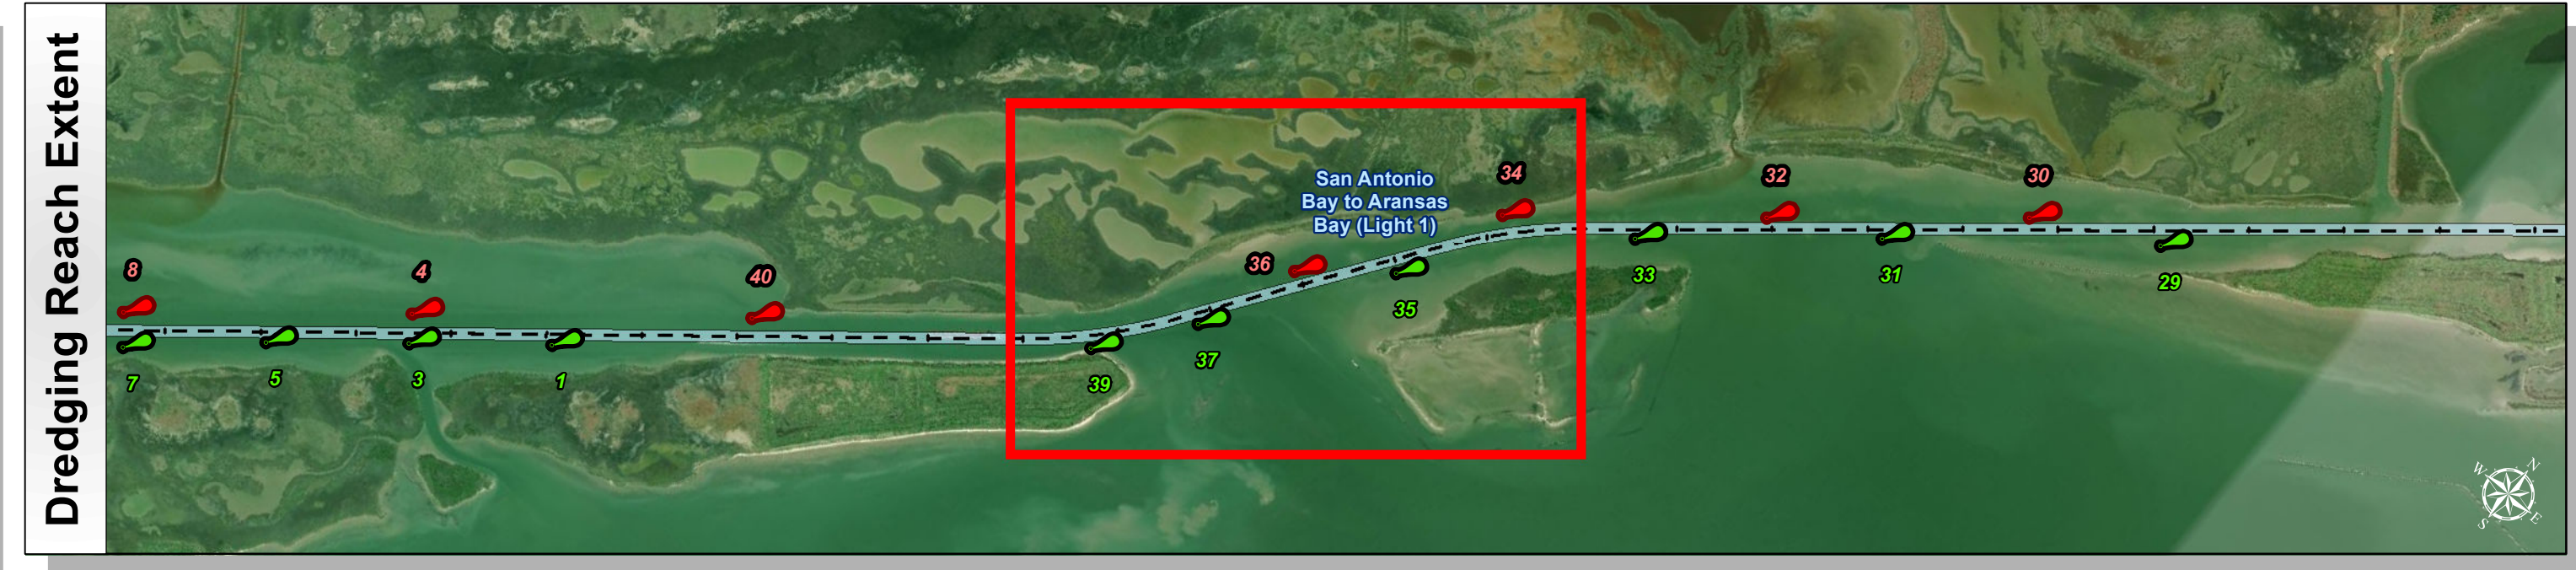 Dredging Reach Extent
San Antonio
Bay to Aransas
Bay (Light 1)
34
32
30
36
8
4
40
33
31
29
35
37
39
7
5
3
1
W
N
S
E